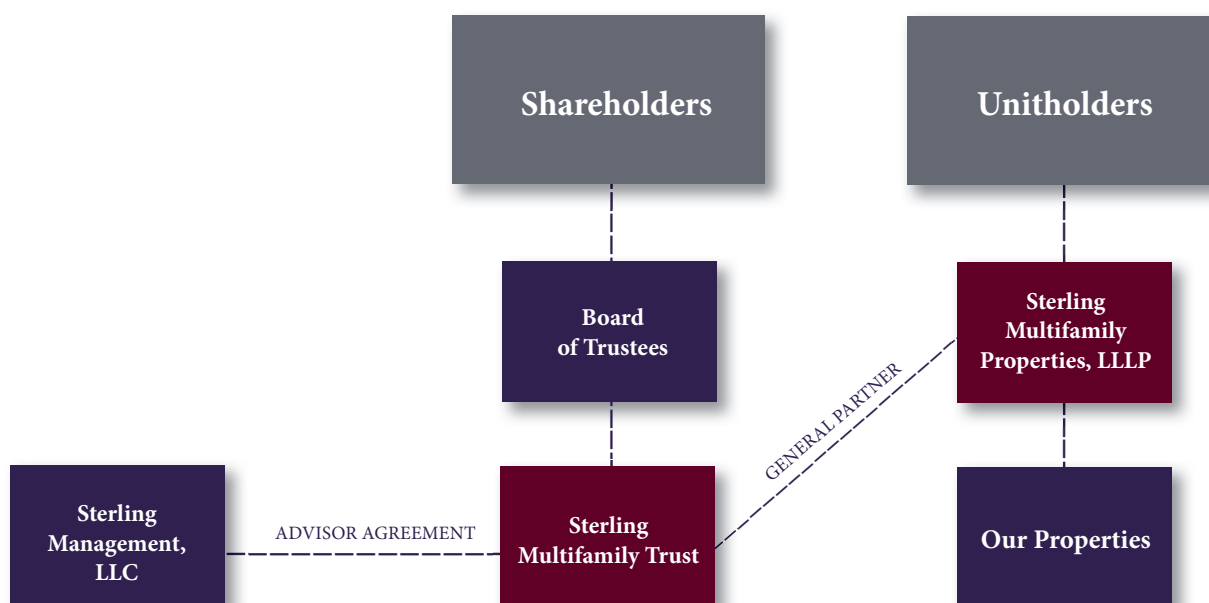 Shareholders
Unitholders
Board
of Trustees
Sterling
Multifamily
Properties, LLLP
GENERAL PARTNER
Sterling
Management,
LLC
ADVISOR AGREEMENT
Sterling
Multifamily Trust
Our Properties